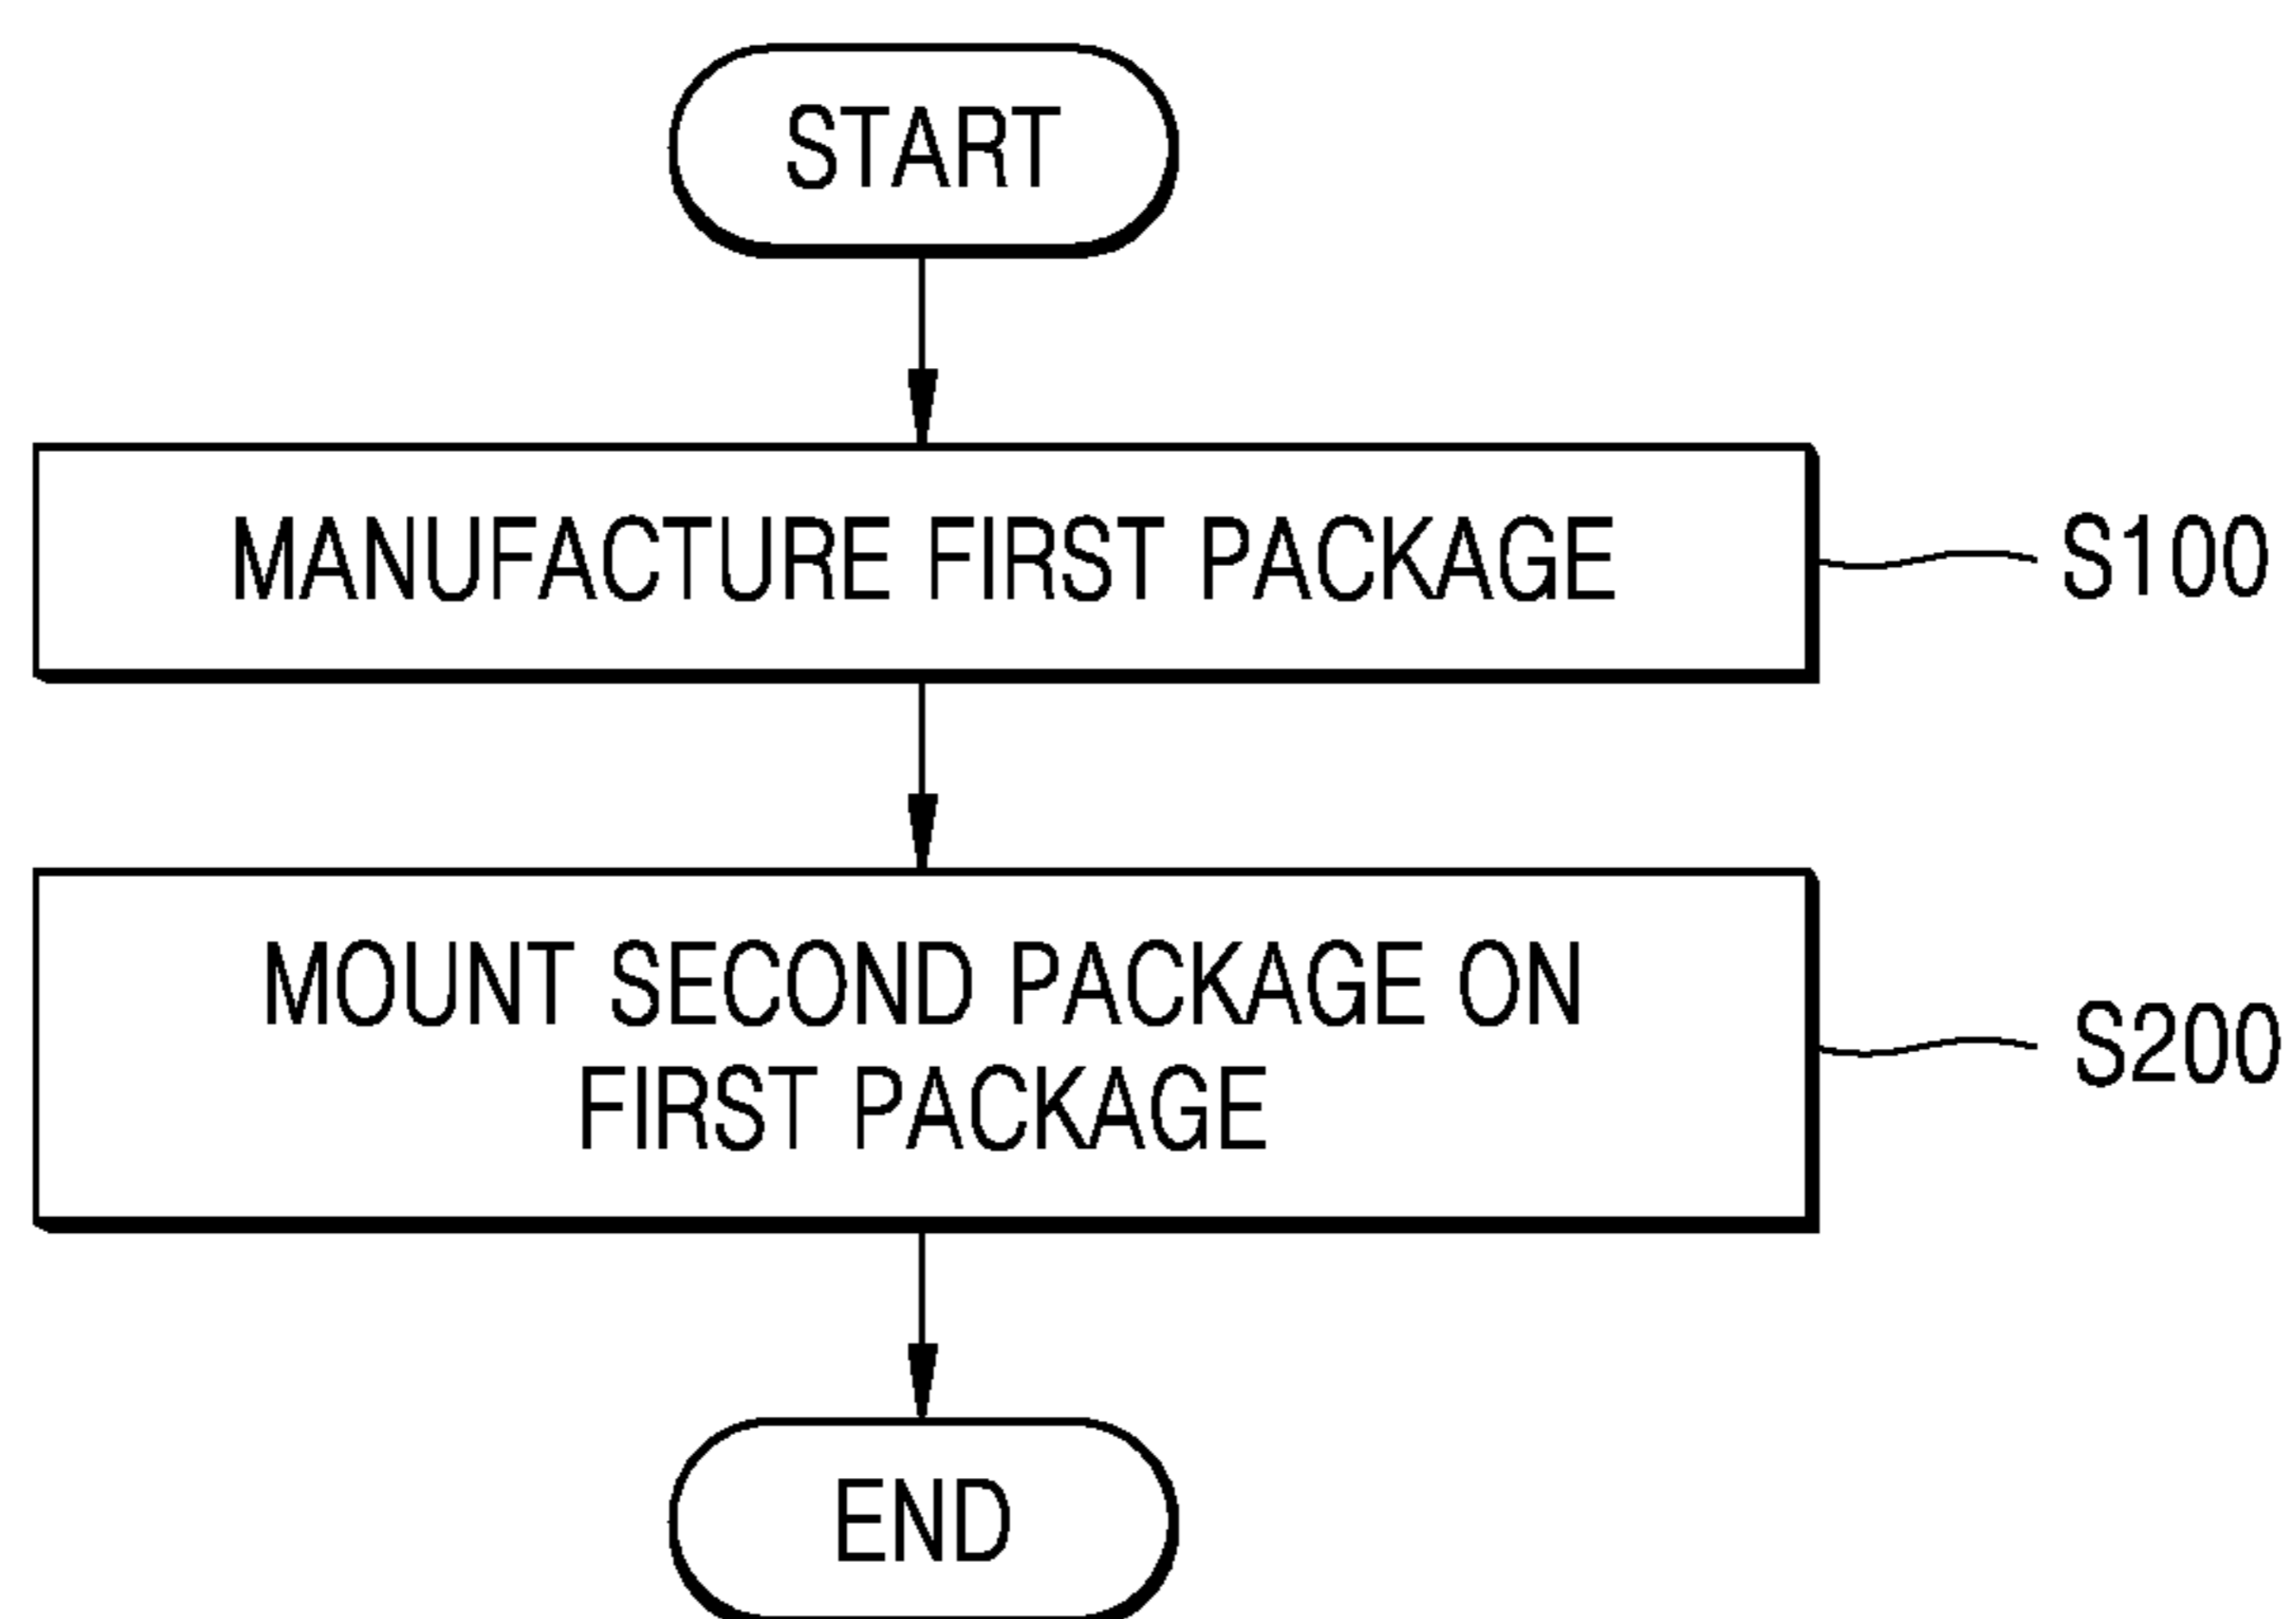 START
MANUFACTURE FIRST PACKAGE
S100
MOUNT SECOND PACKAGE ON
FIRST PACKAGE
S200
END